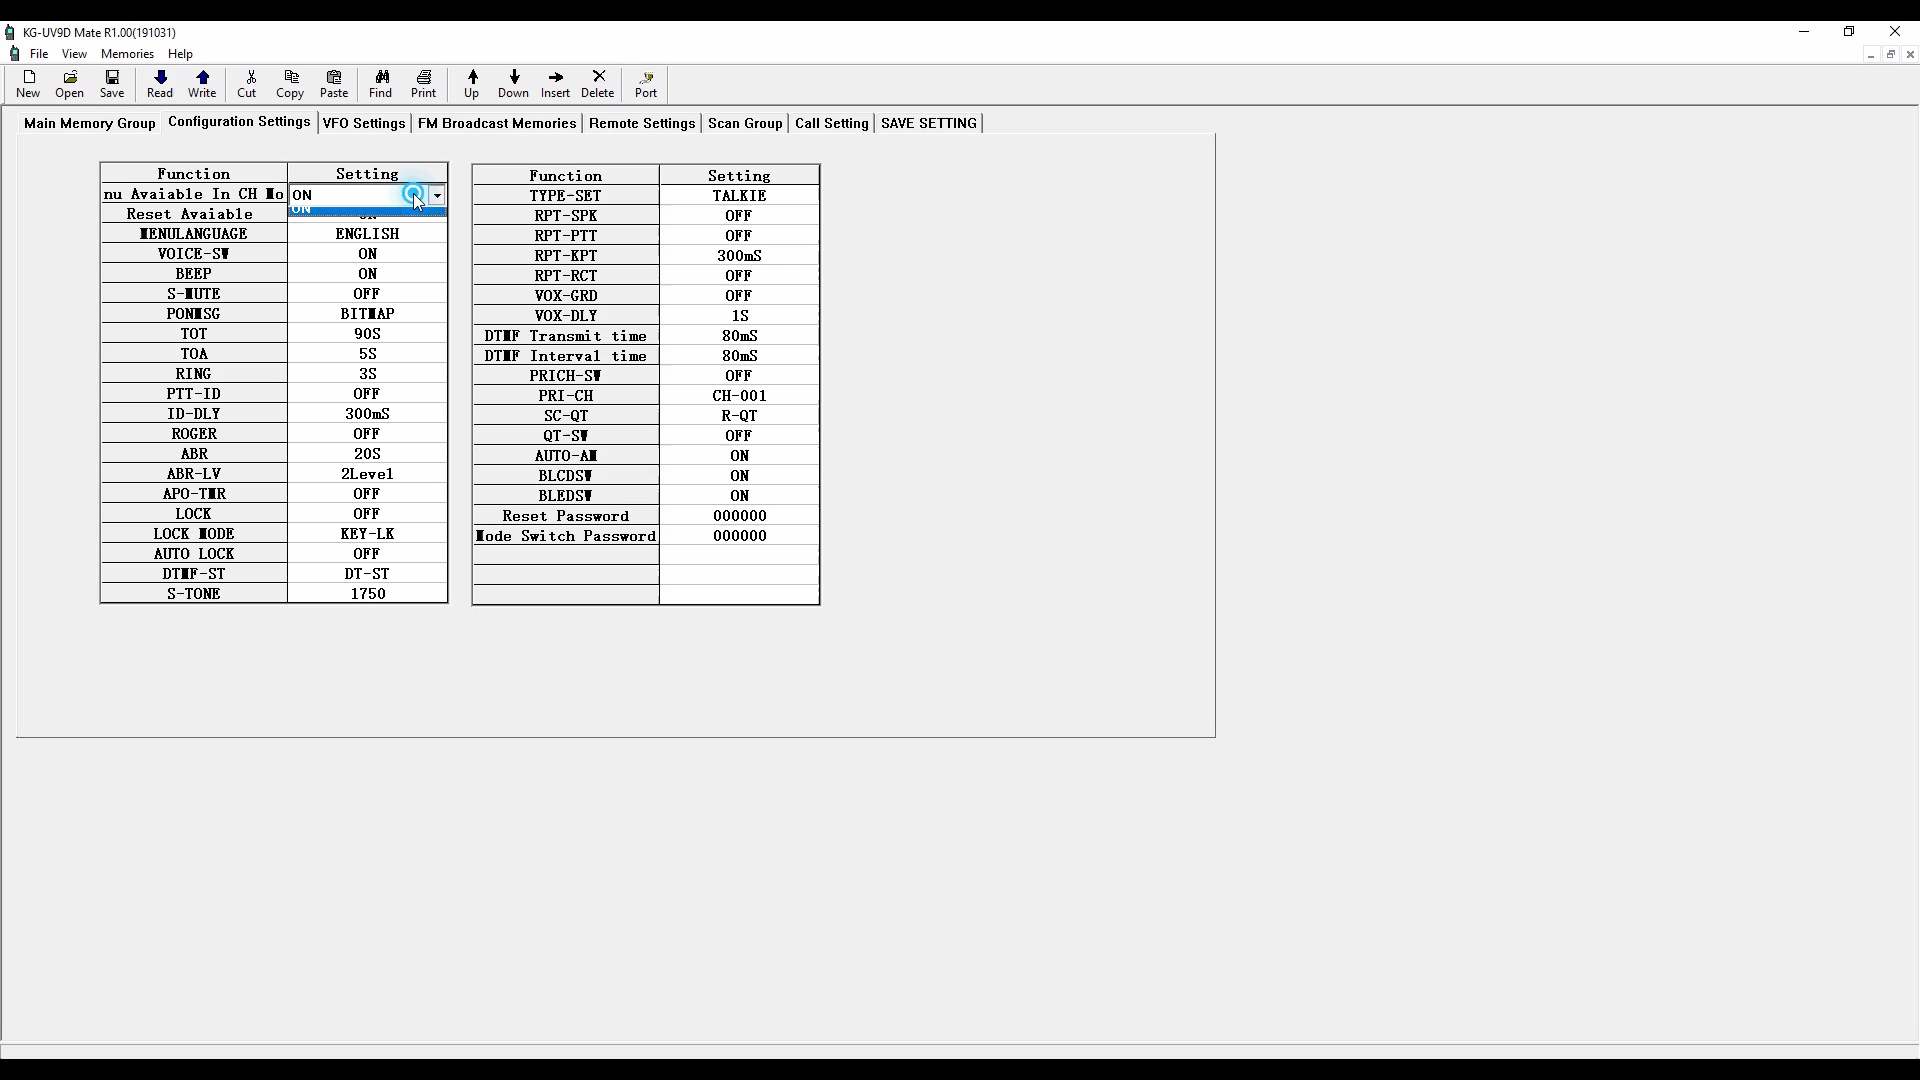 KG-UV9D Mate R1.00(191031)
File View Memories Help
New Open Save Read Write Cut Copy Paste Find Print Up Down Insert Delete Port
Main Memory Group Configuration Settings VFO Settings FM Broadcast Memories Remote Settings Scan Group Call Setting SAVE SETTING
Function Setting
nu Avaiable In CH Mo ON
ON
Reset Avaiable
MENULANGUAGE ENGLISH
VOICE-SW ON
BEEP ON
S-MUTE OFF
PONMSG BITMAP
TOT 90S
TOA 5S
RING 3S
PTT-ID OFF
ID-DLY 300mS
ROGER OFF
ABR 20S
ABR-LV 2Level
APO-TMR OFF
LOCK OFF
LOCK MODE KEY-LK
AUTO LOCK OFF
DTMF-ST DT-ST
S-TONE 1750
Function Setting
TYPE-SET TALKIE
RPT-SPK OFF
RPT-PTT OFF
RPT-KPT 300mS
RPT-RCT OFF
VOX-GRD OFF
VOX-DLY 1S
DTMF Transmit time 80mS
DTMF Interval time 80mS
PRICH-SW OFF
PRI-CH CH-001
SC-QT R-QT
QT-SW OFF
AUTO-AM ON
BLCDSW ON
BLEDSW ON
Reset Password 000000
Mode Switch Password 000000